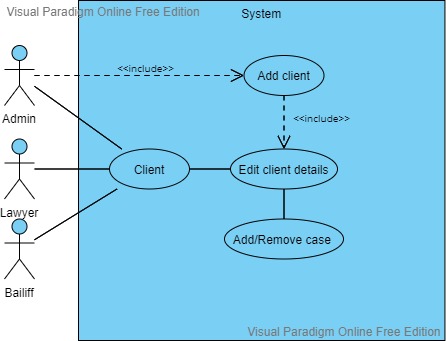 Visual Paradigm Online Free Edition
System
<<include>>
Add client
Admin
<<include>>
Client
Edit client details
Lawyer
Add/Remove case
Bailiff
Visual Paradigm Online Free Edition